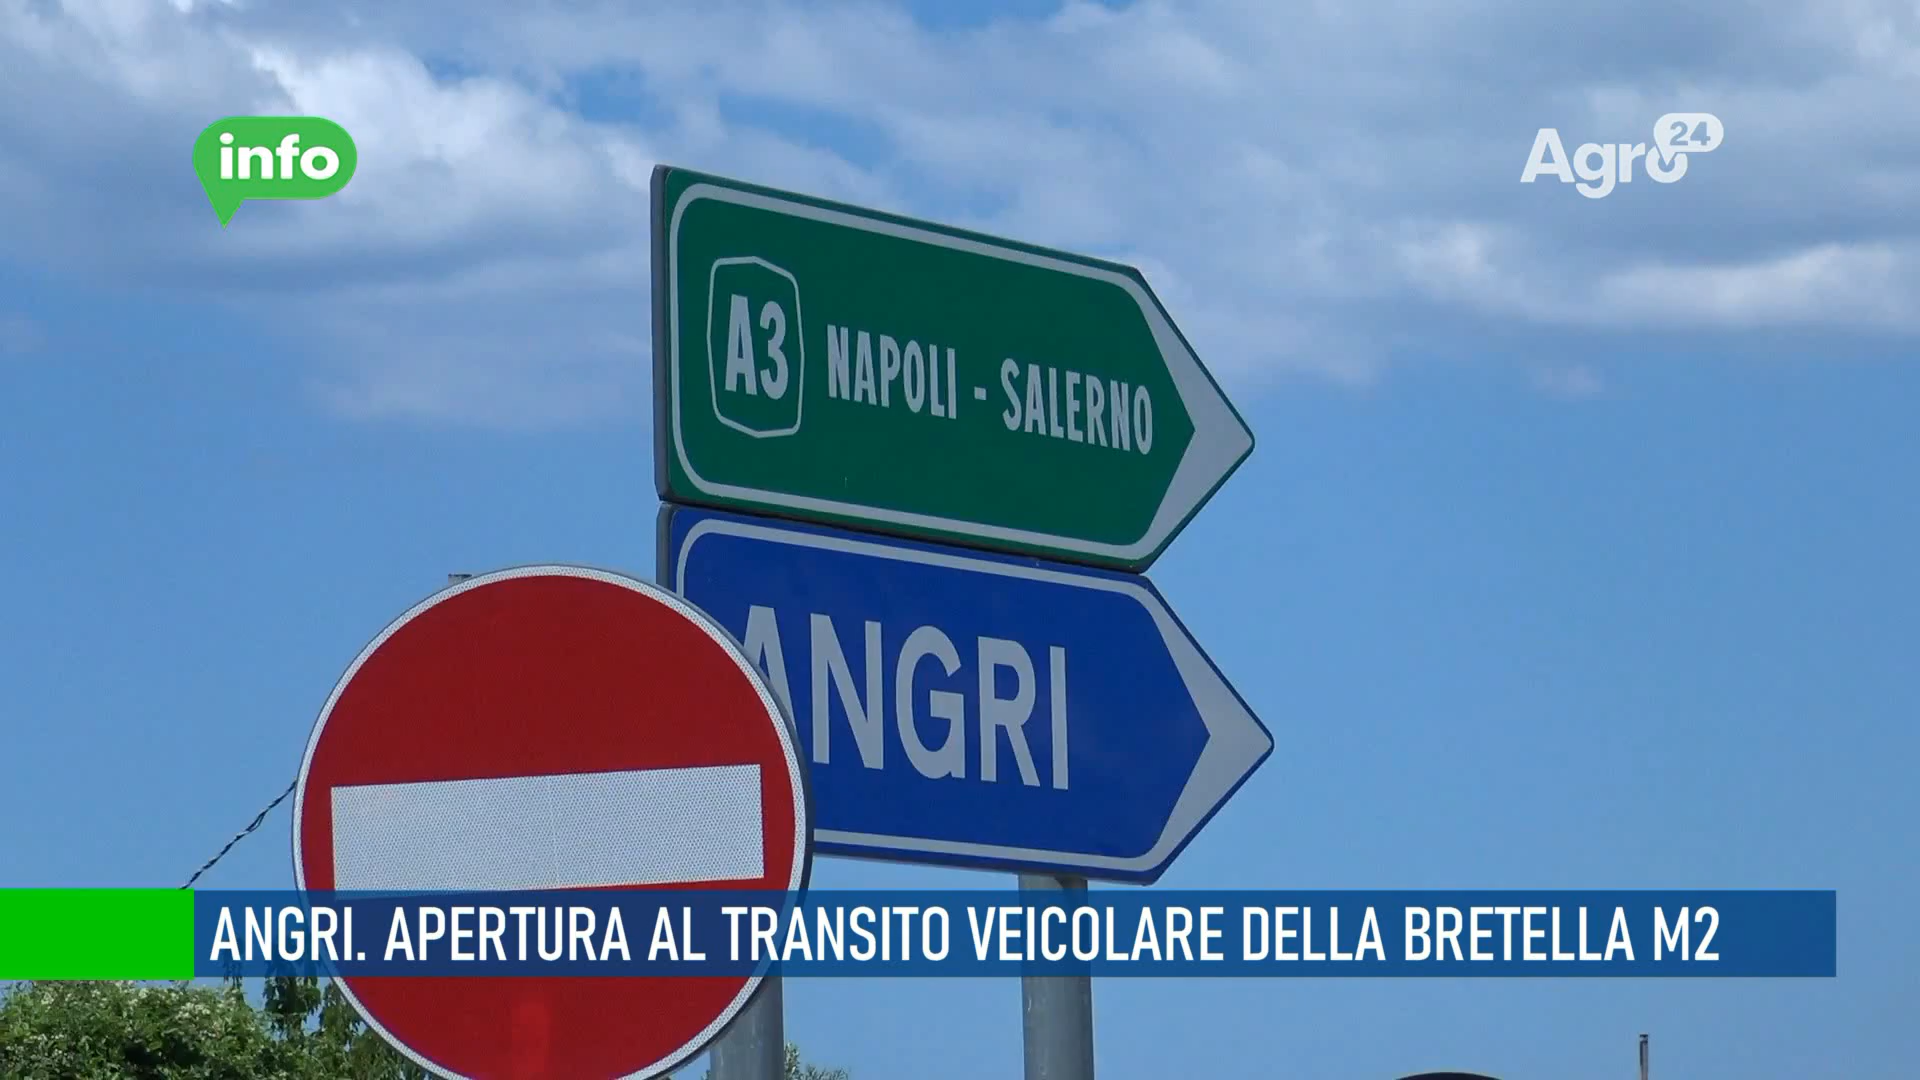 info
Agro24
A3 NAPOLI - SALERNO
ANGRI
ANGRI. APERTURA AL TRANSITO VEICOLARE DELLA BRETELLA M2